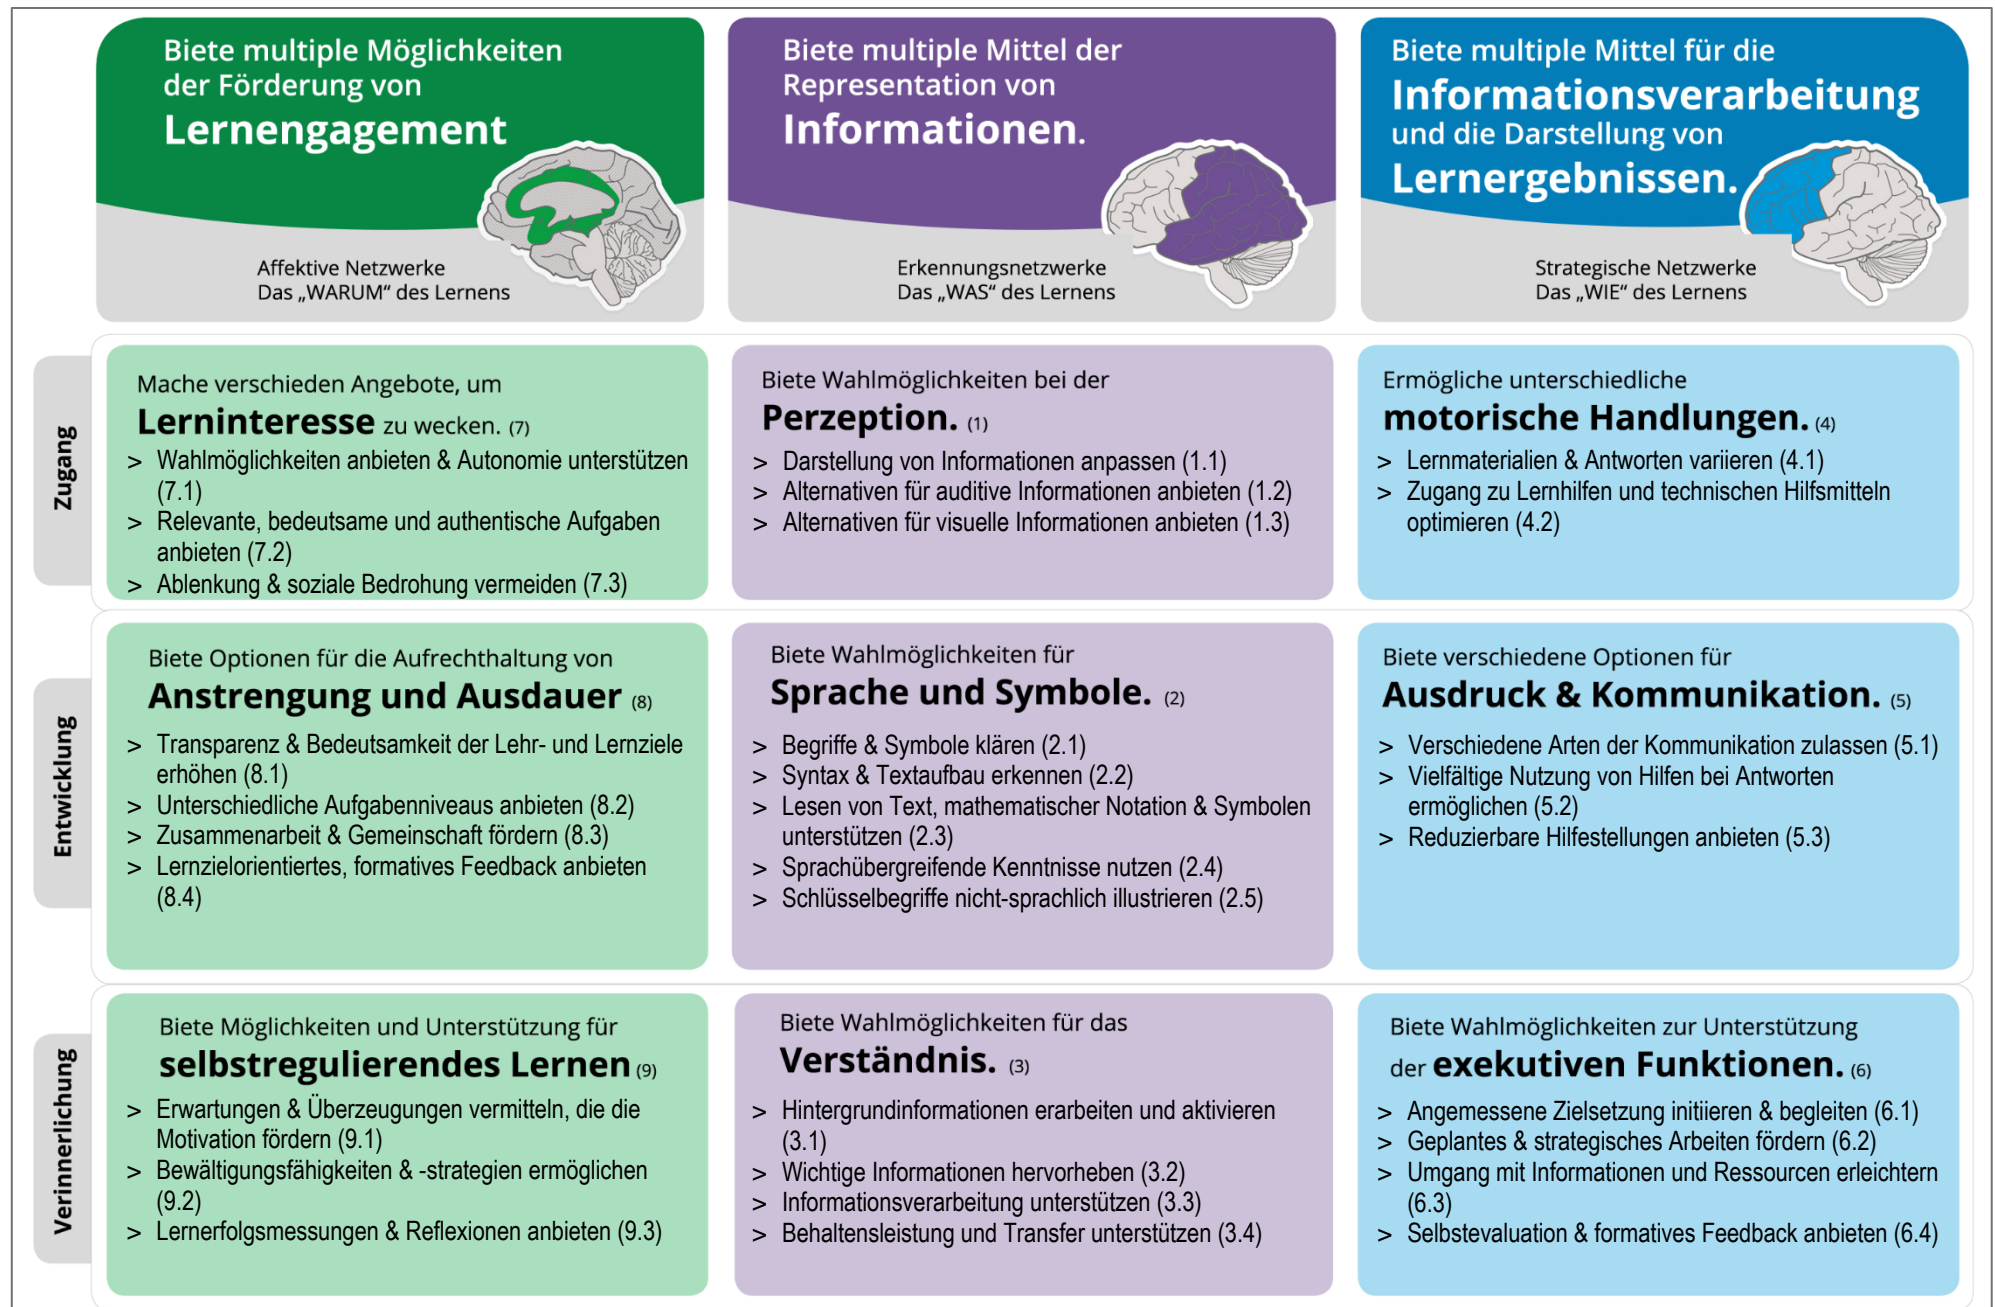 Biete multiple Möglichkeiten
der Förderung von
Lernengagement
Affektive Netzwerke
Das „WARUM“ des Lernens
Biete multiple Mittel der
Representation von
Informationen.
Erkennungsnetzwerke
Das „WAS“ des Lernens
Biete multiple Mittel für die
Informationsverarbeitung
und die Darstellung von
Lernergebnissen.
Strategische Netzwerke
Das „WIE“ des Lernens
Zugang
Mache verschieden Angebote, um
Lerninteresse zu wecken. (7)
> Wahlmöglichkeiten anbieten & Autonomie unterstützen
(7.1)
> Relevante, bedeutsame und authentische Aufgaben
anbieten (7.2)
> Ablenkung & soziale Bedrohung vermeiden (7.3)
Biete Wahlmöglichkeiten bei der
Perzeption. (1)
> Darstellung von Informationen anpassen (1.1)
> Alternativen für auditive Informationen anbieten (1.2)
> Alternativen für visuelle Informationen anbieten (1.3)
Ermögliche unterschiedliche
motorische Handlungen. (4)
> Lernmaterialien & Antworten variieren (4.1)
> Zugang zu Lernhilfen und technischen Hilfsmitteln
optimieren (4.2)
Entwicklung
Biete Optionen für die Aufrechthaltung von
Anstrengung und Ausdauer (8)
> Transparenz & Bedeutsamkeit der Lehr- und Lernziele
erhöhen (8.1)
> Unterschiedliche Aufgabenniveaus anbieten (8.2)
> Zusammenarbeit & Gemeinschaft fördern (8.3)
> Lernzielorientiertes, formatives Feedback anbieten
(8.4)
Biete Wahlmöglichkeiten für
Sprache und Symbole. (2)
> Begriffe & Symbole klären (2.1)
> Syntax & Textaufbau erkennen (2.2)
> Lesen von Text, mathematischer Notation & Symbolen
unterstützen (2.3)
> Sprachübergreifende Kenntnisse nutzen (2.4)
> Schlüsselbegriffe nicht-sprachlich illustrieren (2.5)
Biete verschiedene Optionen für
Ausdruck & Kommunikation. (5)
> Verschiedene Arten der Kommunikation zulassen (5.1)
> Vielfältige Nutzung von Hilfen bei Antworten
ermöglichen (5.2)
> Reduzierbare Hilfestellungen anbieten (5.3)
Verinnerlichung
Biete Möglichkeiten und Unterstützung für
selbstregulierendes Lernen (9)
> Erwartungen & Überzeugungen vermitteln, die die
Motivation fördern (9.1)
> Bewältigungsfähigkeiten & -strategien ermöglichen
(9.2)
> Lernerfolgsmessungen & Reflexionen anbieten (9.3)
Biete Wahlmöglichkeiten für das
Verständnis. (3)
> Hintergrundinformationen erarbeiten und aktivieren
(3.1)
> Wichtige Informationen hervorheben (3.2)
> Informationsverarbeitung unterstützen (3.3)
> Behaltensleistung und Transfer unterstützen (3.4)
Biete Wahlmöglichkeiten zur Unterstützung
der exekutiven Funktionen. (6)
> Angemessene Zielsetzung initiieren & begleiten (6.1)
> Geplantes & strategisches Arbeiten fördern (6.2)
> Umgang mit Informationen und Ressourcen erleichtern
(6.3)
> Selbstevaluation & formatives Feedback anbieten (6.4)